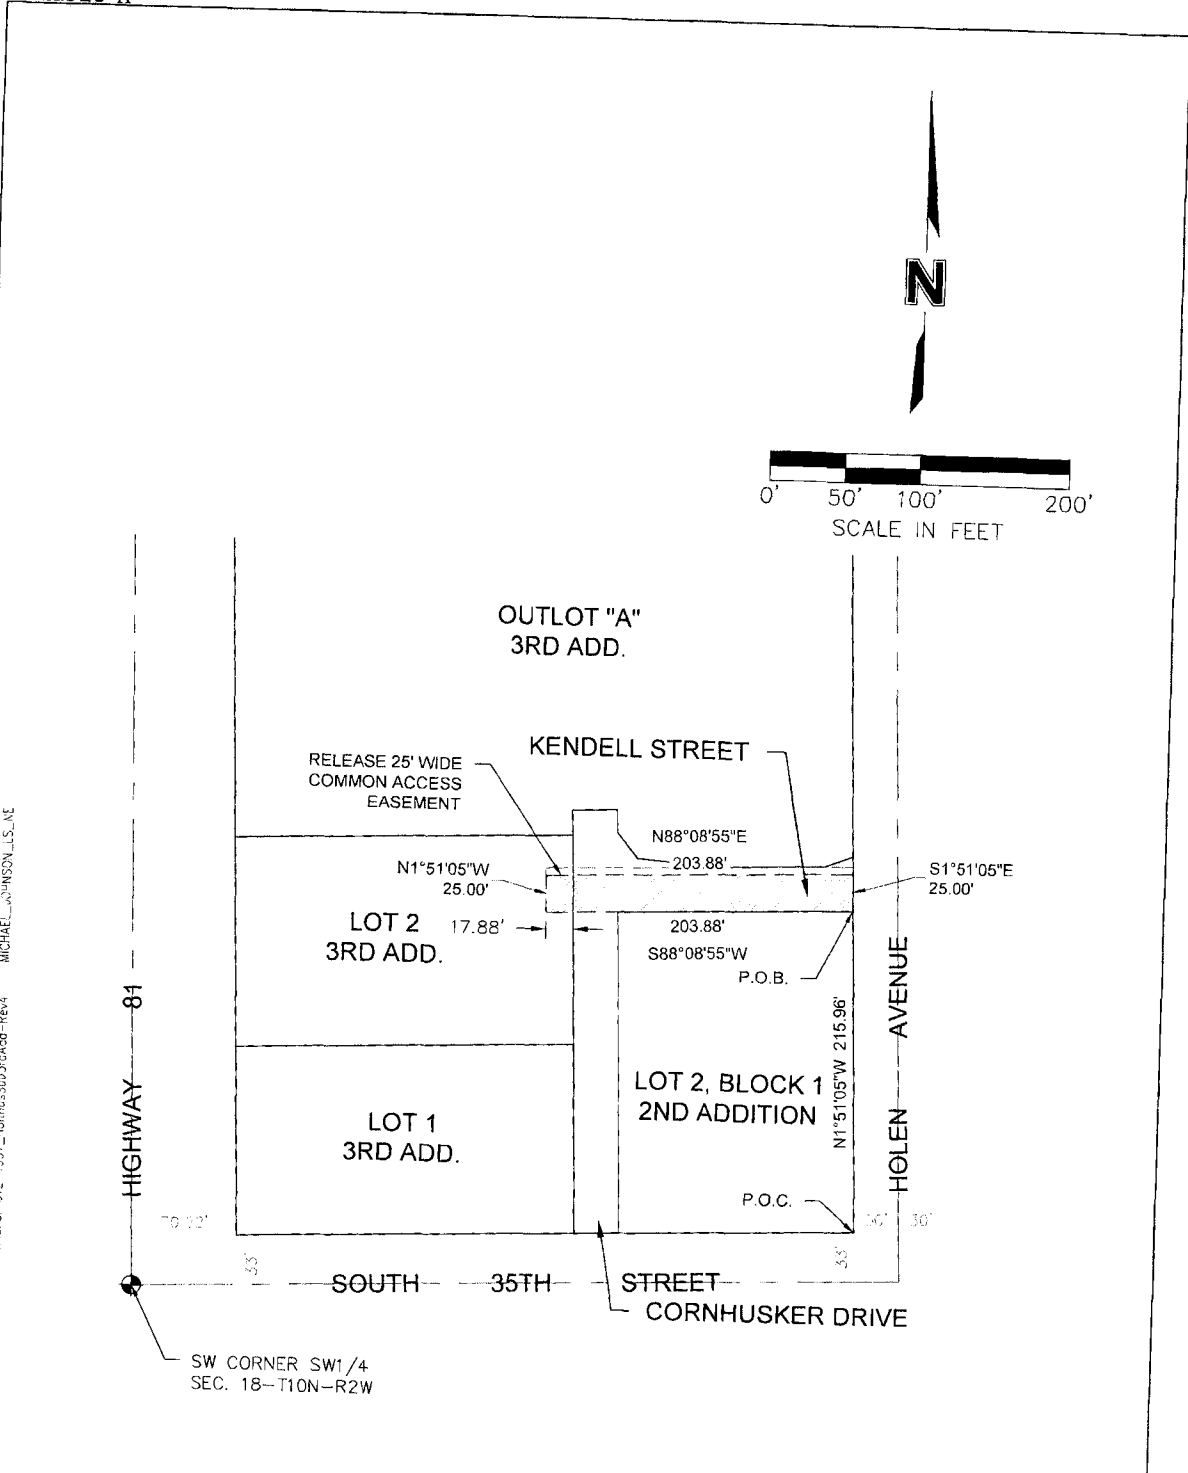 N
0' 50' 100' 200'
SCALE IN FEET
OUTLOT "A"
3RD ADD.
KENDELL STREET
RELEASE 25' WIDE
COMMON ACCESS
EASEMENT
N88°08'55"E
203.88'
N1°51'05"W
25.00'
S1°51'05"E
25.00'
LOT 2
3RD ADD.
17.88'
203.88'
S88°08'55"W
P.O.B.
N1°51'05"W 215.96'
HOLEN AVENUE
HIGHWAY 81
LOT 2, BLOCK 1
2ND ADDITION
LOT 1
3RD ADD.
P.O.C.
30'
33'
33'
SOUTH 35TH STREET
CORNHUSKER DRIVE
SW CORNER SW1/4
SEC. 18-T10N-R2W